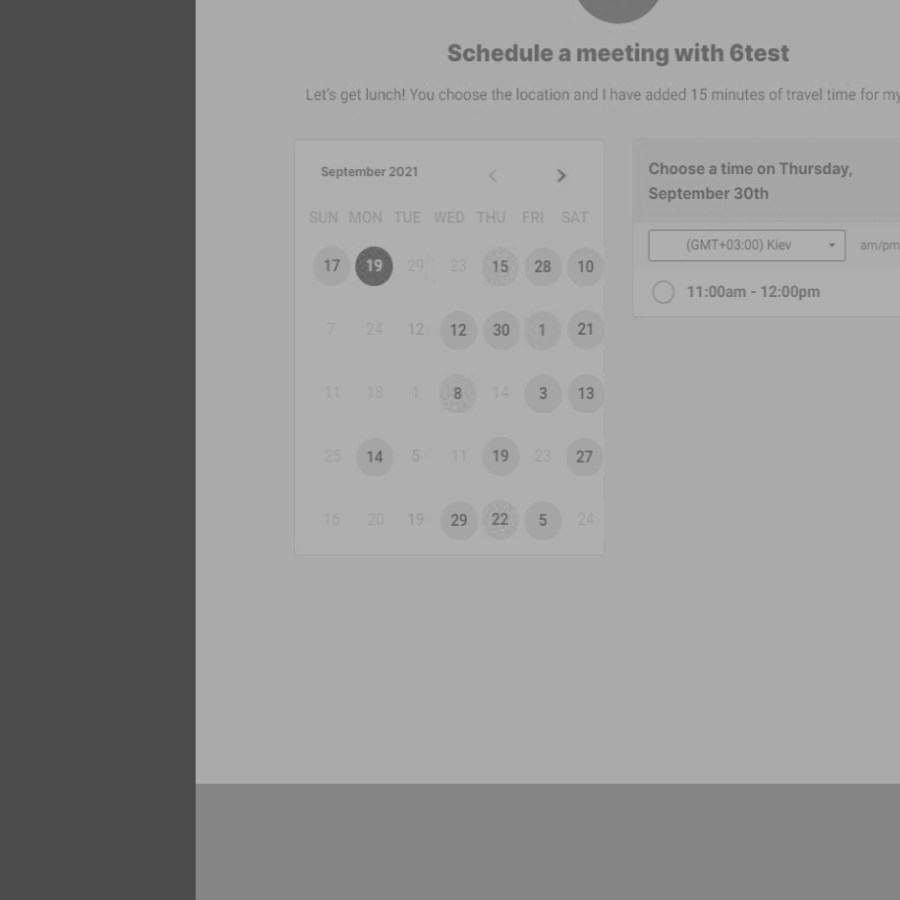 Schedule a meeting with 6test
Let's get lunch! You choose the location and I have added 15 minutes of travel time for my
September 2021
SUN MON TUE WED THU FRI SAT
17 19 29 23 15 28 10
7 24 12 12 30 1 21
11 18 1 8 14 3 13
25 14 5 11 19 23 27
16 20 19 29 22 5 24
Choose a time on Thursday,
September 30th
(GMT+03:00) Kiev am/pm
11:00am - 12:00pm